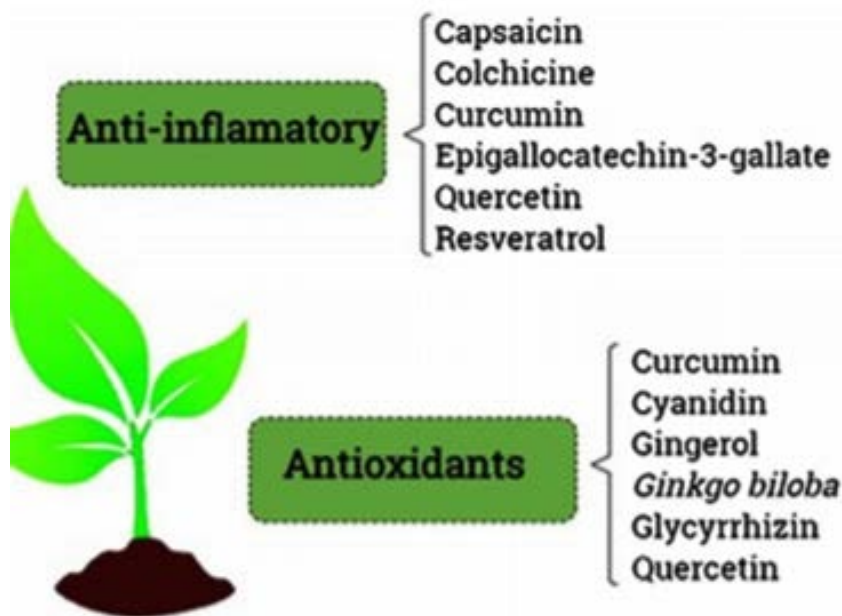 Anti-inflamatory
Capsaicin
Colchicine
Curcumin
Epigallocatechin-3-gallate
Quercetin
Resveratrol
Antioxidants
Curcumin
Cyanidin
Gingerol
Ginkgo biloba
Glycyrrhizin
Quercetin